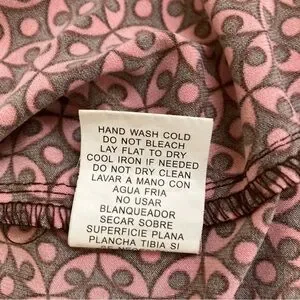 HAND WASH COLD
DO NOT BLEACH
LAY FLAT TO DRY
COOL IRON IF NEEDED
DO NOT DRY CLEAN
LAVAR A MANO CON
AGUA FRIA
NO USAR
BLANQUEADOR
SECAR SOBRE
SUPERFICIE PLANA
PLANCHA TIBIA SI